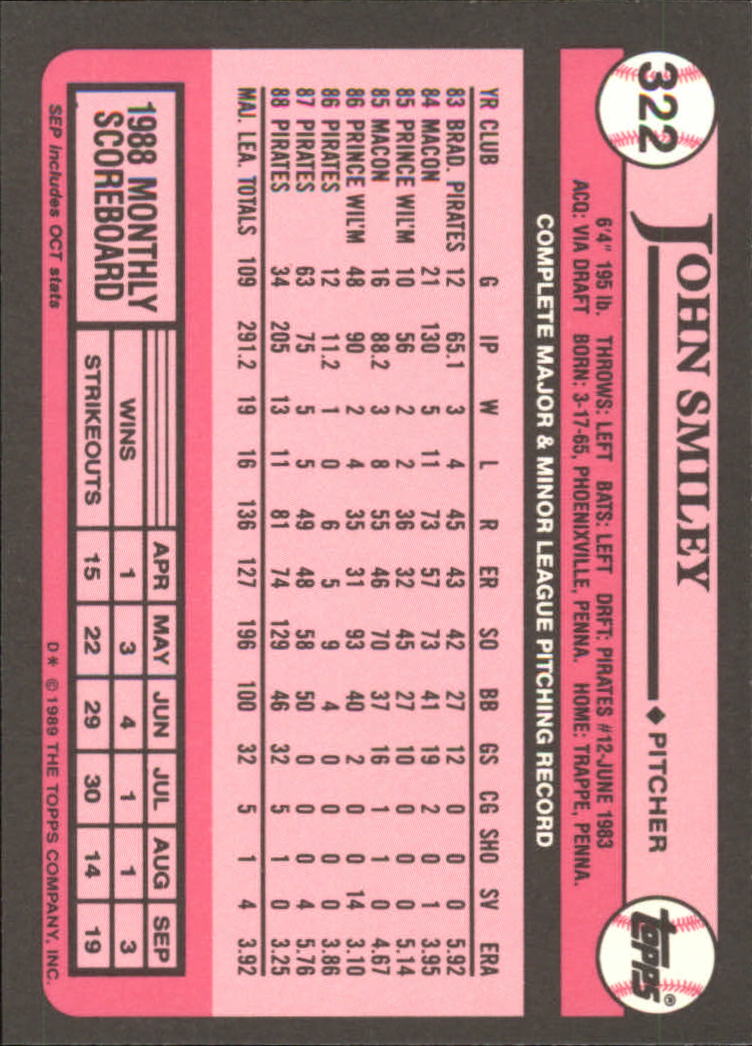 322
JOHN SMILEY
◆ PITCHER
topps®
6'4" 195 lb. THROWS: LEFT BATS: LEFT DRFT: PIRATES #12-JUNE 1983
ACQ: VIA DRAFT BORN: 3-17-65, PHOENIXVILLE, PENNA. HOME: TRAPPE, PENNA.
COMPLETE MAJOR & MINOR LEAGUE PITCHING RECORD
YR CLUB G IP W L R ER SO BB GS CG SHO SV ERA
83 BRAD. PIRATES 12 65.1 3 4 45 43 42 27 12 0 0 0 5.92
84 MACON 21 130 5 11 73 57 73 41 19 2 0 1 3.95
85 PRINCE WIL'M 10 56 2 2 36 32 45 27 10 0 0 0 5.14
85 MACON 16 88.2 3 8 55 46 70 37 16 1 1 0 4.67
86 PRINCE WIL'M 48 90 2 4 35 31 93 40 2 0 0 14 3.10
86 PIRATES 12 11.2 1 0 6 5 9 4 0 0 0 0 3.86
87 PIRATES 63 75 5 5 49 48 58 50 0 0 0 4 5.76
88 PIRATES 34 205 13 11 81 74 129 46 32 5 1 0 3.25
MAJ. LEA. TOTALS 109 291.2 19 16 136 127 196 100 32 5 1 4 3.92
1988 MONTHLY
SCOREBOARD
APR MAY JUN JUL AUG SEP
WINS 1 3 4 1 1 3
STRIKEOUTS 15 22 29 30 14 19
SEP includes OCT stats
D* ©1989 THE TOPPS COMPANY, INC.